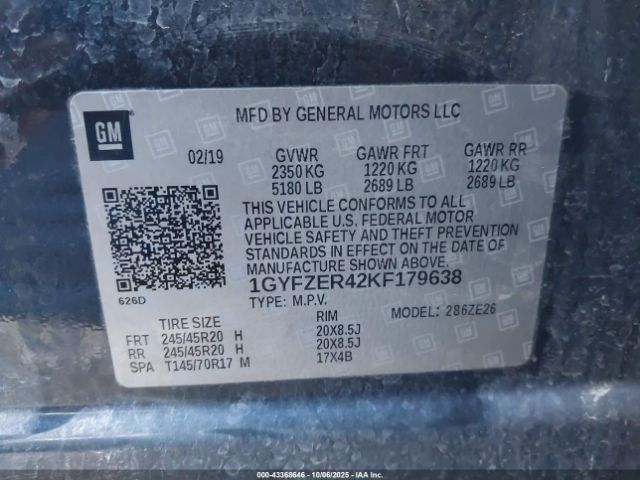 GM
MFD BY GENERAL MOTORS LLC
02/19 GVWR GAWR FRT GAWR RR
2350 KG 1220 KG 1220 KG
5180 LB 2689 LB 2689 LB
THIS VEHICLE CONFORMS TO ALL
APPLICABLE U.S. FEDERAL MOTOR
VEHICLE SAFETY AND THEFT PREVENTION
STANDARDS IN EFFECT ON THE DATE OF
MANUFACTURE SHOWN ABOVE.
626D
1GYFZER42KF179638
TYPE: M.P.V. MODEL: 286ZE26
TIRE SIZE RIM
FRT 245/45R20 H 20X8.5J
RR 245/45R20 H 20X8.5J
SPA T145/70R17 M 17X4B
000-43368646 - 10/06/2025 - IAAI.COM